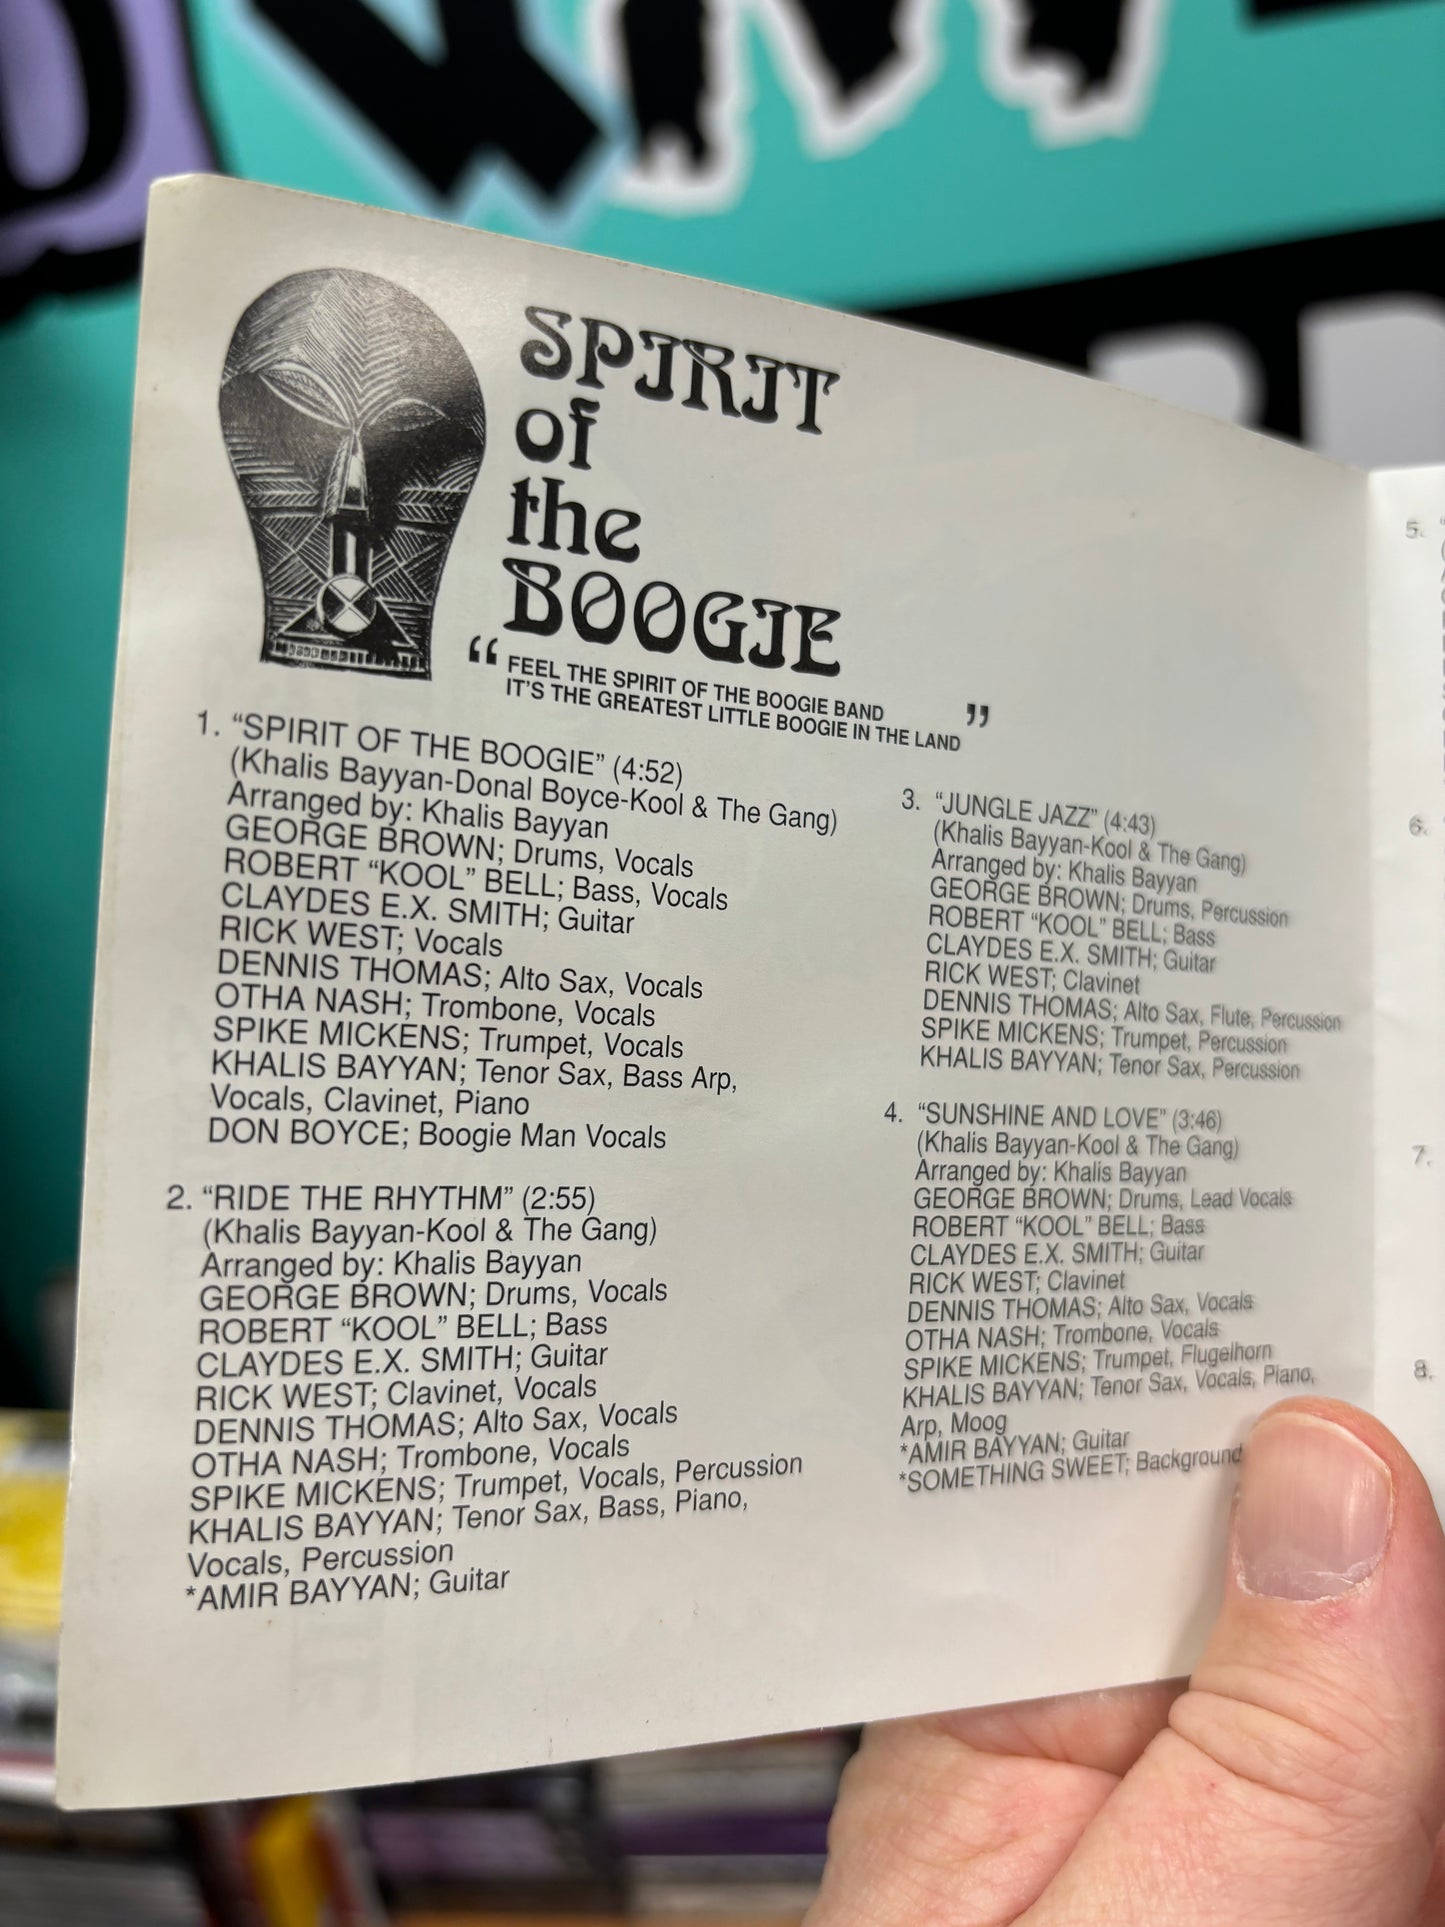 SPIRIT
of
the
BOOGIE
“FEEL THE SPIRIT OF THE BOOGIE BAND
IT'S THE GREATEST LITTLE BOOGIE IN THE LAND”
1. “SPIRIT OF THE BOOGIE” (4:52)
(Khalis Bayyan-Donal Boyce-Kool & The Gang)
Arranged by: Khalis Bayyan
GEORGE BROWN; Drums, Vocals
ROBERT “KOOL” BELL; Bass, Vocals
CLAYDES E.X. SMITH; Guitar
RICK WEST; Vocals
DENNIS THOMAS; Alto Sax, Vocals
OTHA NASH; Trombone, Vocals
SPIKE MICKENS; Trumpet, Vocals
KHALIS BAYYAN; Tenor Sax, Bass Arp,
Vocals, Clavinet, Piano
DON BOYCE; Boogie Man Vocals
2. “RIDE THE RHYTHM” (2:55)
(Khalis Bayyan-Kool & The Gang)
Arranged by: Khalis Bayyan
GEORGE BROWN; Drums, Vocals
ROBERT “KOOL” BELL; Bass
CLAYDES E.X. SMITH; Guitar
RICK WEST; Clavinet, Vocals
DENNIS THOMAS; Alto Sax, Vocals
OTHA NASH; Trombone, Vocals
SPIKE MICKENS; Trumpet, Vocals, Percussion
KHALIS BAYYAN; Tenor Sax, Bass, Piano,
Vocals, Percussion
*AMIR BAYYAN; Guitar
3. “JUNGLE JAZZ” (4:43)
(Khalis Bayyan-Kool & The Gang)
Arranged by: Khalis Bayyan
GEORGE BROWN; Drums, Percussion
ROBERT “KOOL” BELL; Bass
CLAYDES E.X. SMITH; Guitar
RICK WEST; Clavinet
DENNIS THOMAS; Alto Sax, Flute, Percussion
SPIKE MICKENS; Trumpet, Percussion
KHALIS BAYYAN; Tenor Sax, Percussion
4. “SUNSHINE AND LOVE” (3:46)
(Khalis Bayyan-Kool & The Gang)
Arranged by: Khalis Bayyan
GEORGE BROWN; Drums, Lead Vocals
ROBERT “KOOL” BELL; Bass
CLAYDES E.X. SMITH; Guitar
RICK WEST; Clavinet
DENNIS THOMAS; Alto Sax, Vocals
OTHA NASH; Trombone, Vocals
SPIKE MICKENS; Trumpet, Flugelhorn
KHALIS BAYYAN; Tenor Sax, Vocals, Piano,
Arp, Moog
*AMIR BAYYAN; Guitar
*SOMETHING SWEET; Background
5.
6.
7.
8.